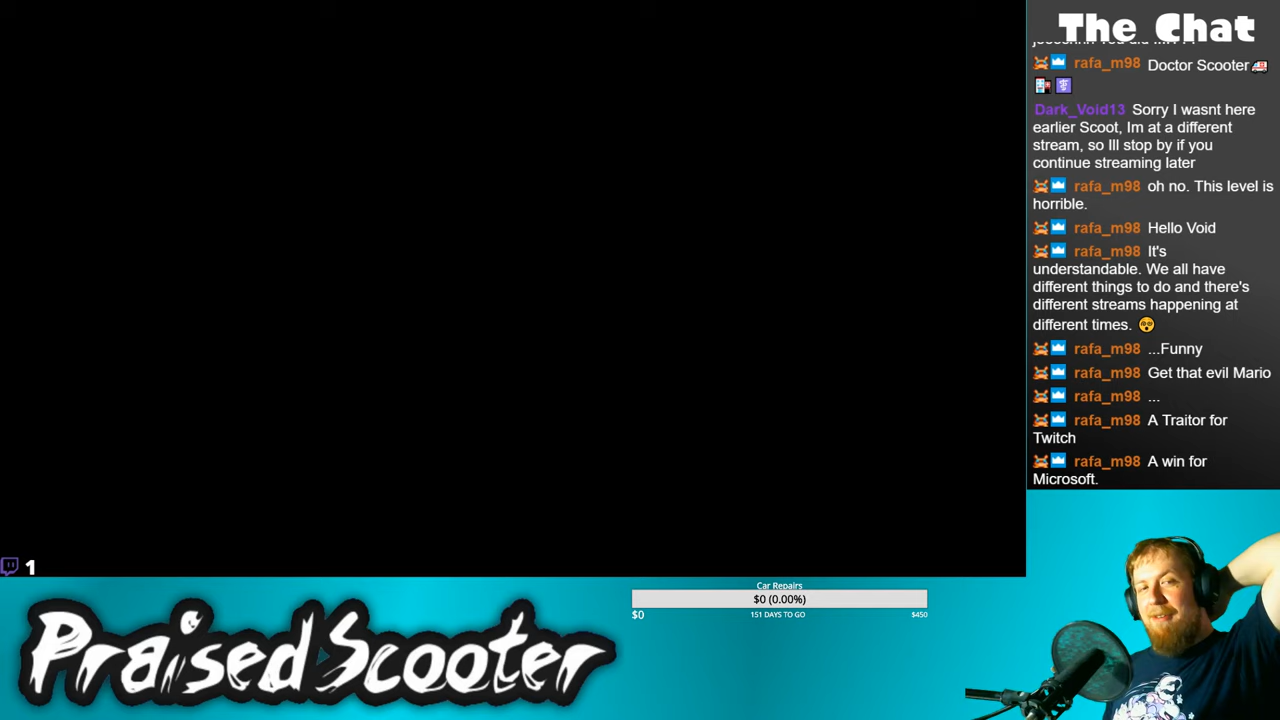 The Chat
rafa_m98 Doctor Scooter
Dark_Void13 Sorry I wasnt here
earlier Scoot, Im at a different
stream, so Ill stop by if you
continue streaming later
rafa_m98 oh no. This level is
horrible.
rafa_m98 Hello Void
rafa_m98 It's
understandable. We all have
different things to do and there's
different streams happening at
different times.
rafa_m98 ...Funny
rafa_m98 Get that evil Mario
rafa_m98 ...
rafa_m98 A Traitor for
Twitch
rafa_m98 A win for
Microsoft.
1
Car Repairs
$0 (0.00%)
$0 151 DAYS TO GO $450
PraisedScooter